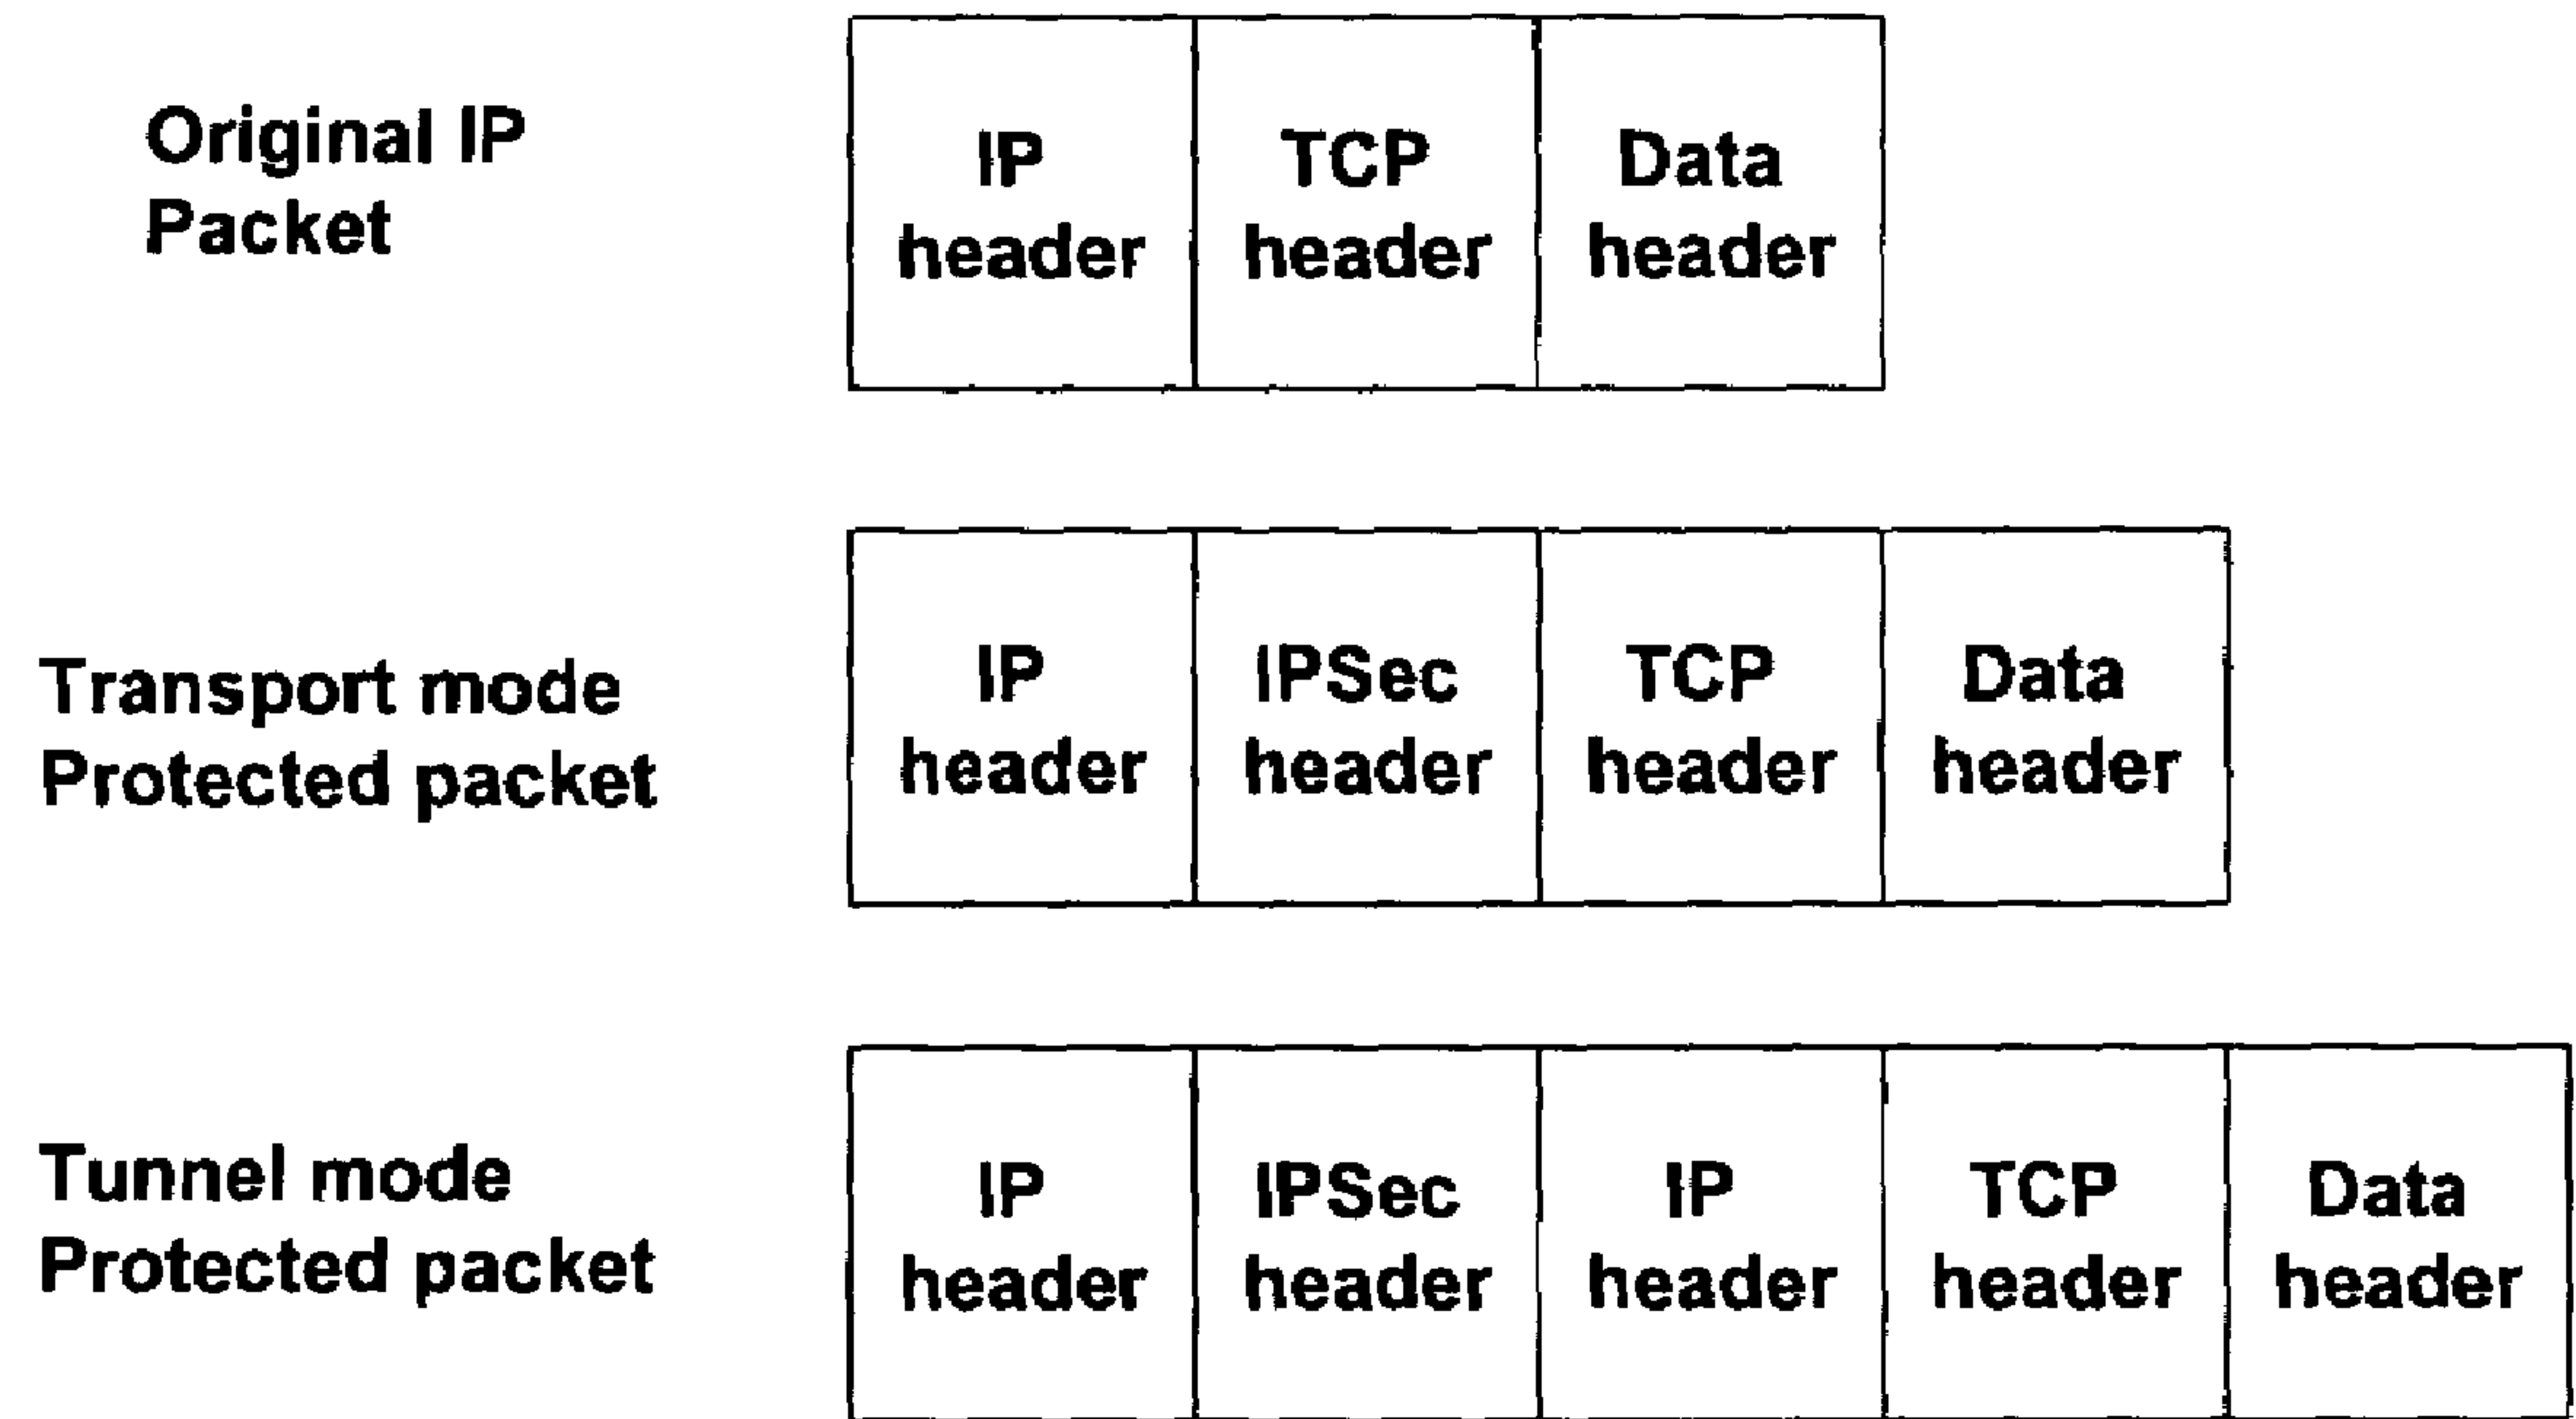 Original IP
Packet
IP
header
TCP
header
Data
header
Transport mode
Protected packet
IP
header
IPSec
header
TCP
header
Data
header
Tunnel mode
Protected packet
IP
header
IPSec
header
IP
header
TCP
header
Data
header